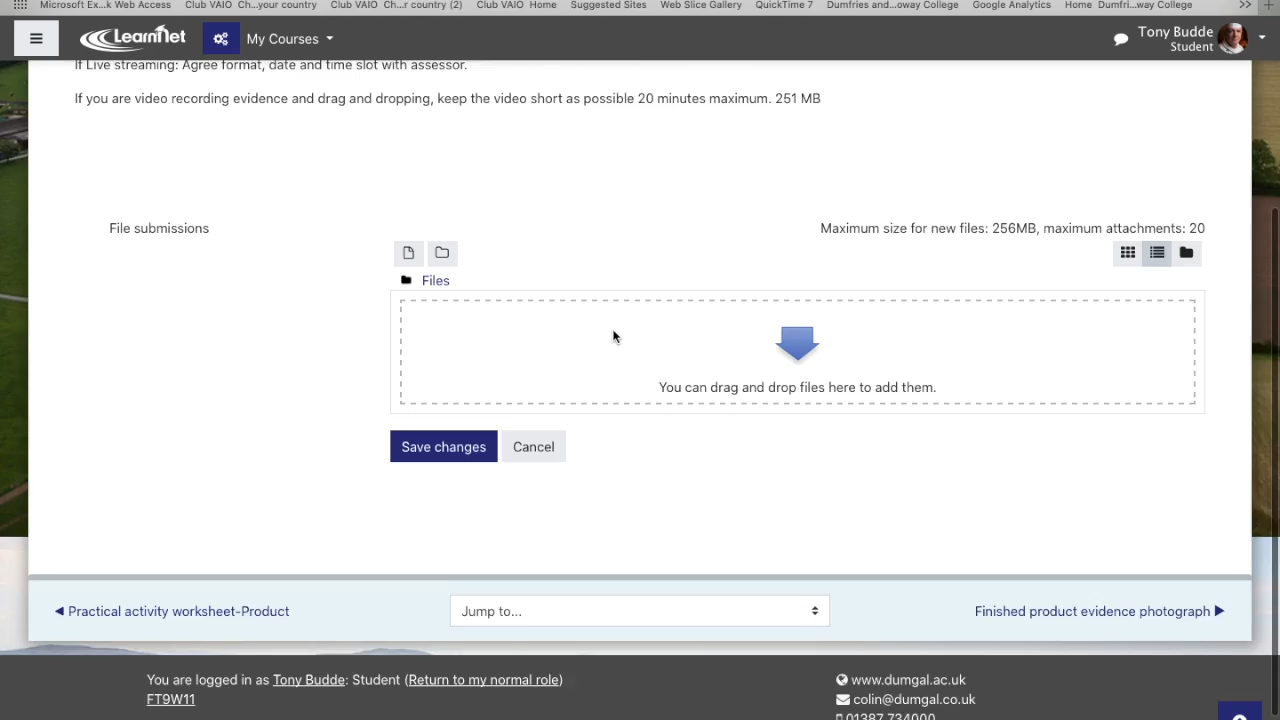 Microsoft Ex...k Web Access Club VAIO Ch...your country Club VAIO Ch...r country (2) Club VAIO Home Suggested Sites Web Slice Gallery QuickTime 7 Dumfries and...oway College Google Analytics Home Dumfri...way College >>
LearnNet My Courses Tony Budde
Student
If Live streaming: Agree format, date and time slot with assessor.
If you are video recording evidence and drag and dropping, keep the video short as possible 20 minutes maximum. 251 MB
File submissions Maximum size for new files: 256MB, maximum attachments: 20
Files
You can drag and drop files here to add them.
Save changes Cancel
◀ Practical activity worksheet-Product Jump to... Finished product evidence photograph ▶
You are logged in as Tony Budde: Student (Return to my normal role) www.dumgal.ac.uk
FT9W11 colin@dumgal.co.uk
01387 734000